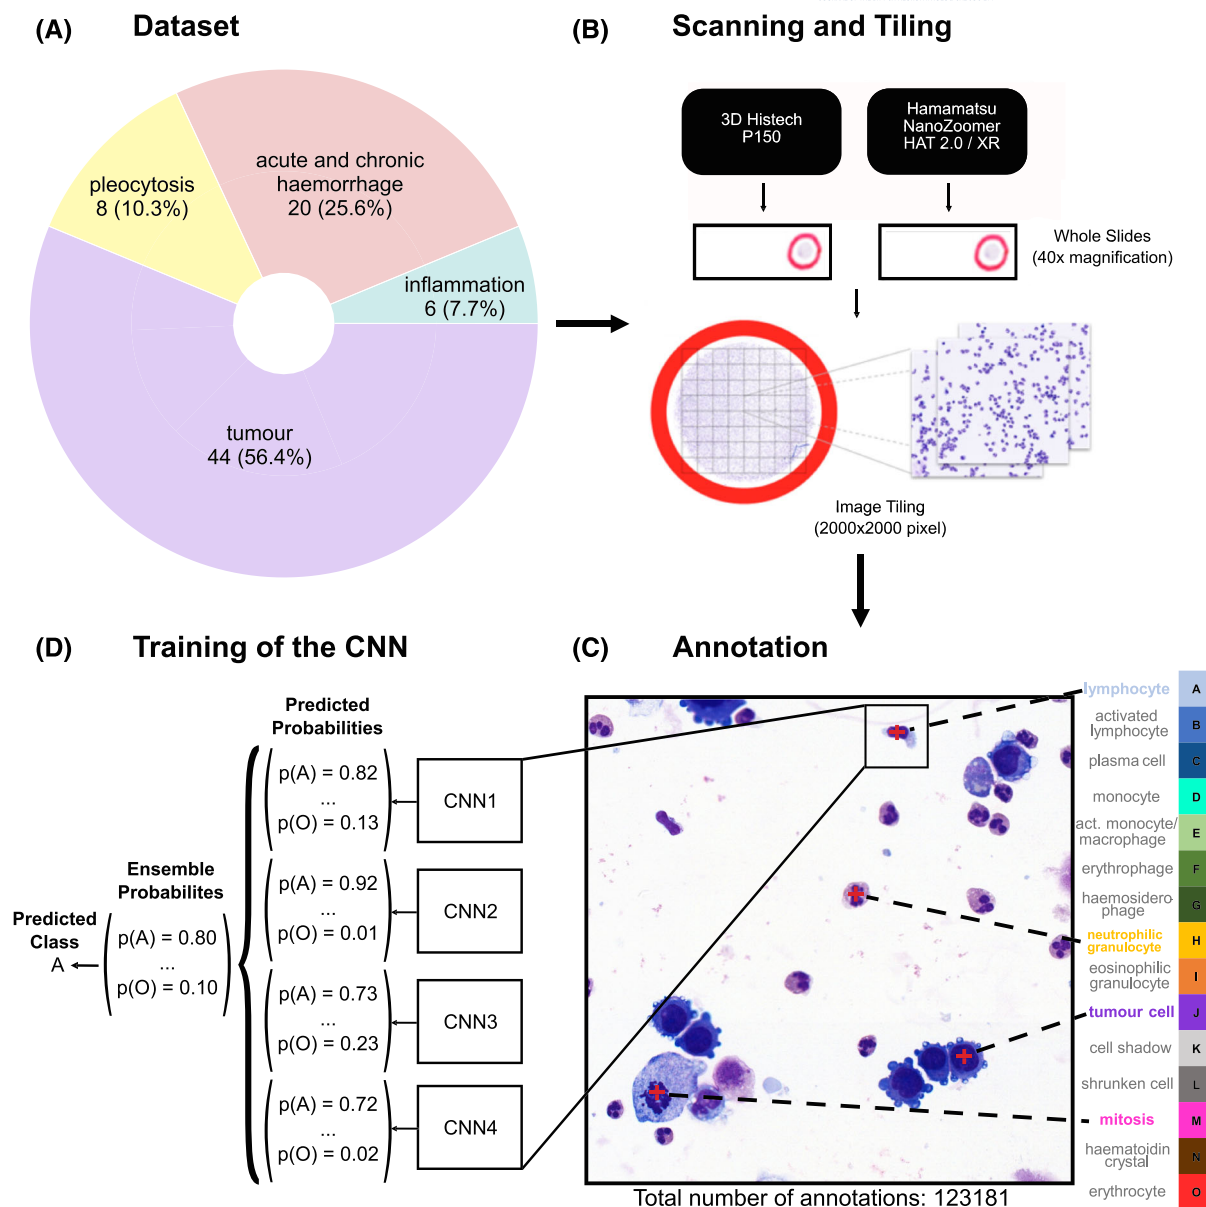 (A) Dataset
pleocytosis
8 (10.3%)
acute and chronic
haemorrhage
20 (25.6%)
inflammation
6 (7.7%)
tumour
44 (56.4%)
(B) Scanning and Tiling
3D Histech
P150
Hamamatsu
NanoZoomer
HAT 2.0 / XR
Whole Slides
(40x magnification)
Image Tiling
(2000x2000 pixel)
(C) Annotation
lymphocyte A
activated
lymphocyte B
plasma cell C
monocyte D
act. monocyte/
macrophage E
erythrophage F
haemosidero-
phage G
neutrophilic
granulocyte H
eosinophilic
granulocyte I
tumour cell J
cell shadow K
shrunken cell L
mitosis M
haematoidin
crystal N
erythrocyte O
Total number of annotations: 123181
(D) Training of the CNN
Predicted
Probabilities
p(A) = 0.82
...
p(O) = 0.13
CNN1
p(A) = 0.92
...
p(O) = 0.01
CNN2
p(A) = 0.73
...
p(O) = 0.23
CNN3
p(A) = 0.72
...
p(O) = 0.02
CNN4
Ensemble
Probabilites
p(A) = 0.80
...
p(O) = 0.10
Predicted
Class
A